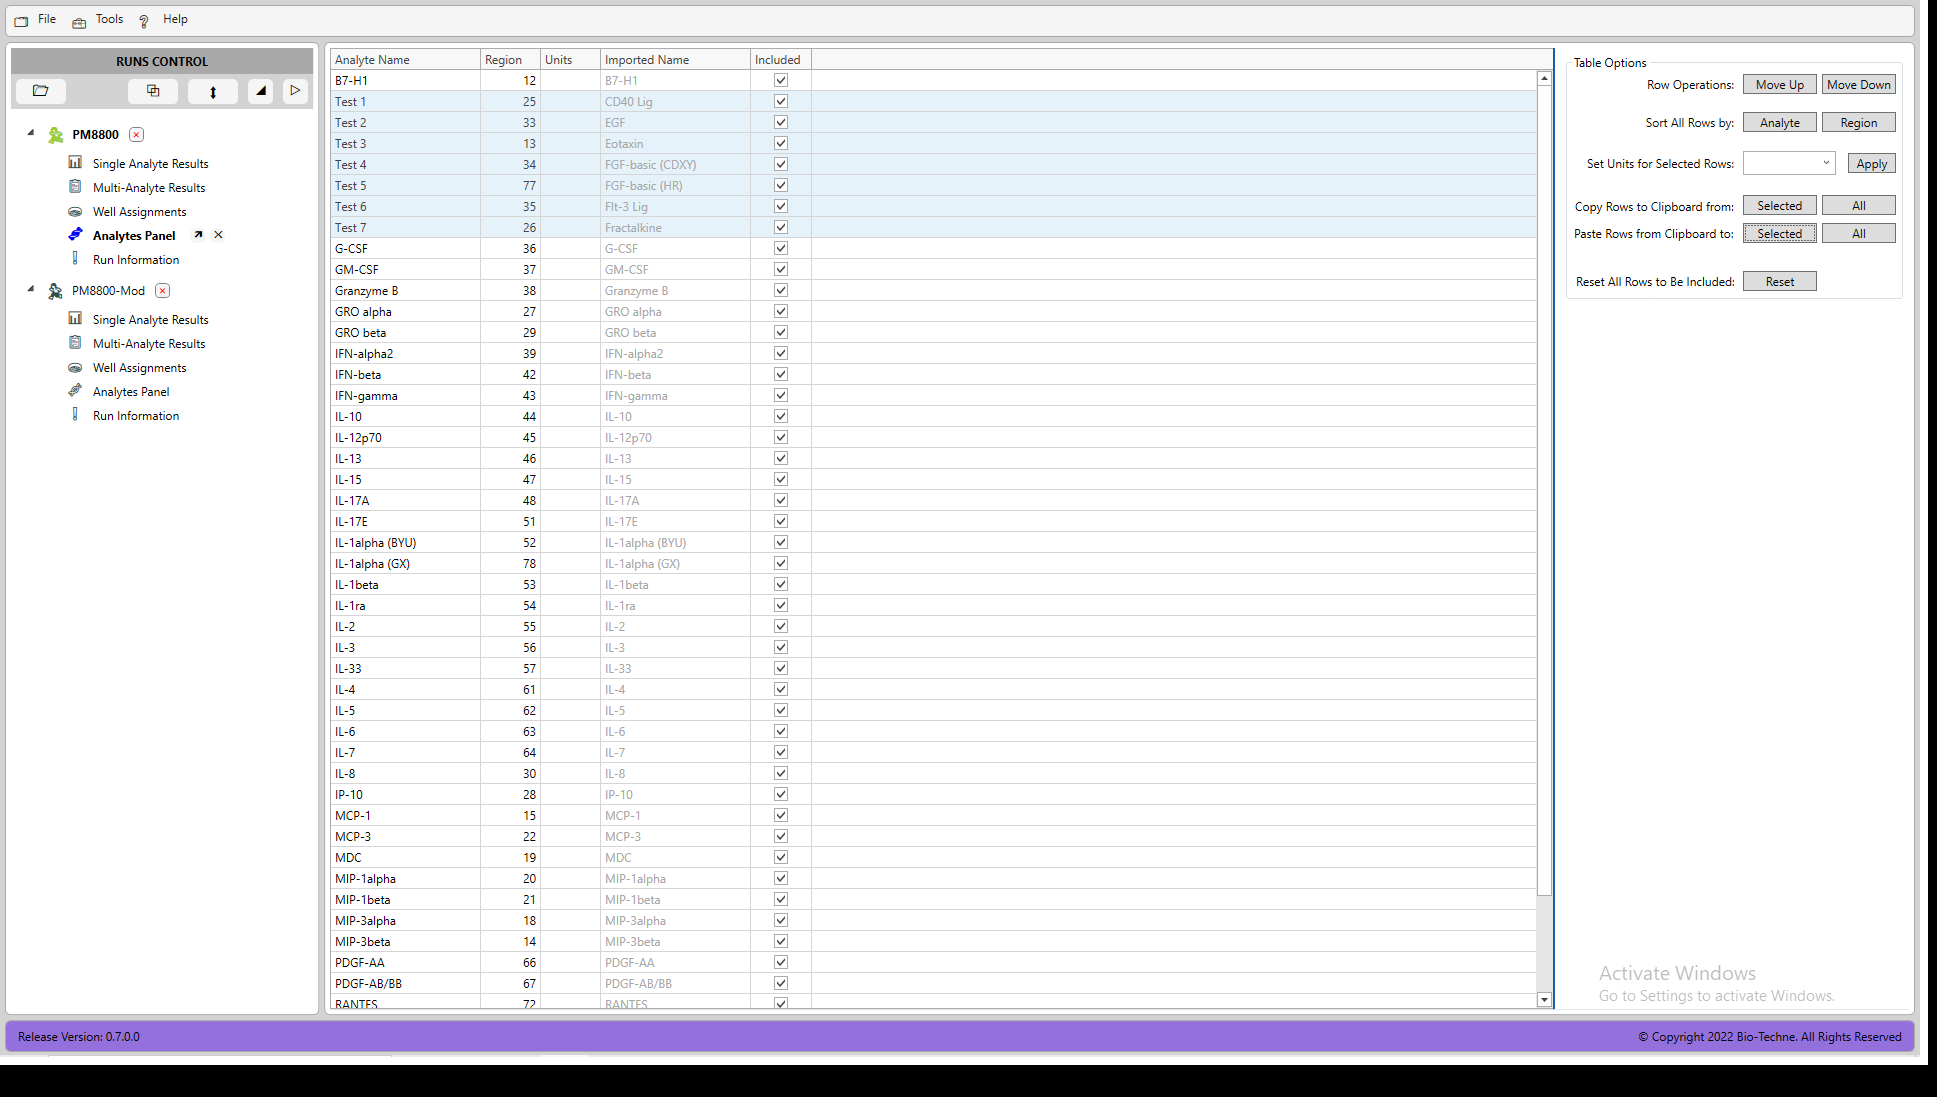 File Tools Help
RUNS CONTROL
PM8800
Single Analyte Results
Multi-Analyte Results
Well Assignments
Analytes Panel
Run Information
PM8800-Mod
Single Analyte Results
Multi-Analyte Results
Well Assignments
Analytes Panel
Run Information
Analyte Name Region Units Imported Name Included
B7-H1 12 B7-H1
Test 1 25 CD40 Lig
Test 2 33 EGF
Test 3 13 Eotaxin
Test 4 34 FGF-basic (CDXY)
Test 5 77 FGF-basic (HR)
Test 6 35 Flt-3 Lig
Test 7 26 Fractalkine
G-CSF 36 G-CSF
GM-CSF 37 GM-CSF
Granzyme B 38 Granzyme B
GRO alpha 27 GRO alpha
GRO beta 29 GRO beta
IFN-alpha2 39 IFN-alpha2
IFN-beta 42 IFN-beta
IFN-gamma 43 IFN-gamma
IL-10 44 IL-10
IL-12p70 45 IL-12p70
IL-13 46 IL-13
IL-15 47 IL-15
IL-17A 48 IL-17A
IL-17E 51 IL-17E
IL-1alpha (BYU) 52 IL-1alpha (BYU)
IL-1alpha (GX) 78 IL-1alpha (GX)
IL-1beta 53 IL-1beta
IL-1ra 54 IL-1ra
IL-2 55 IL-2
IL-3 56 IL-3
IL-33 57 IL-33
IL-4 61 IL-4
IL-5 62 IL-5
IL-6 63 IL-6
IL-7 64 IL-7
IL-8 30 IL-8
IP-10 28 IP-10
MCP-1 15 MCP-1
MCP-3 22 MCP-3
MDC 19 MDC
MIP-1alpha 20 MIP-1alpha
MIP-1beta 21 MIP-1beta
MIP-3alpha 18 MIP-3alpha
MIP-3beta 14 MIP-3beta
PDGF-AA 66 PDGF-AA
PDGF-AB/BB 67 PDGF-AB/BB
RANTES 72 RANTES
Table Options
Row Operations: Move Up Move Down
Sort All Rows by: Analyte Region
Set Units for Selected Rows: Apply
Copy Rows to Clipboard from: Selected All
Paste Rows from Clipboard to: Selected All
Reset All Rows to Be Included: Reset
Activate Windows
Go to Settings to activate Windows.
Release Version: 0.7.0.0
© Copyright 2022 Bio-Techne. All Rights Reserved